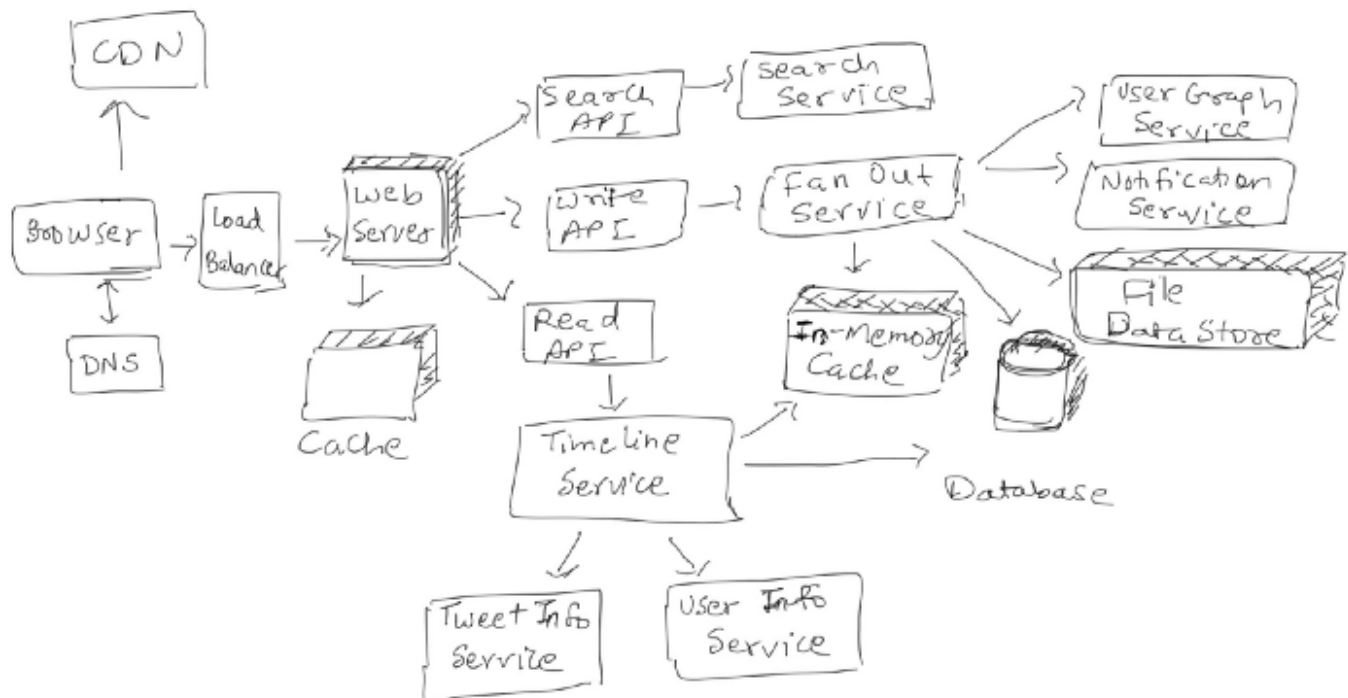 CDN
Browser
DNS
Load
Balancer
Web
Server
Cache
Search
API
Search
Service
Write
API
Fan Out
Service
User Graph
Service
Notification
Service
File
Data Store
Read
API
In-Memory
Cache
Database
Timeline
Service
Tweet Info
Service
User Info
Service